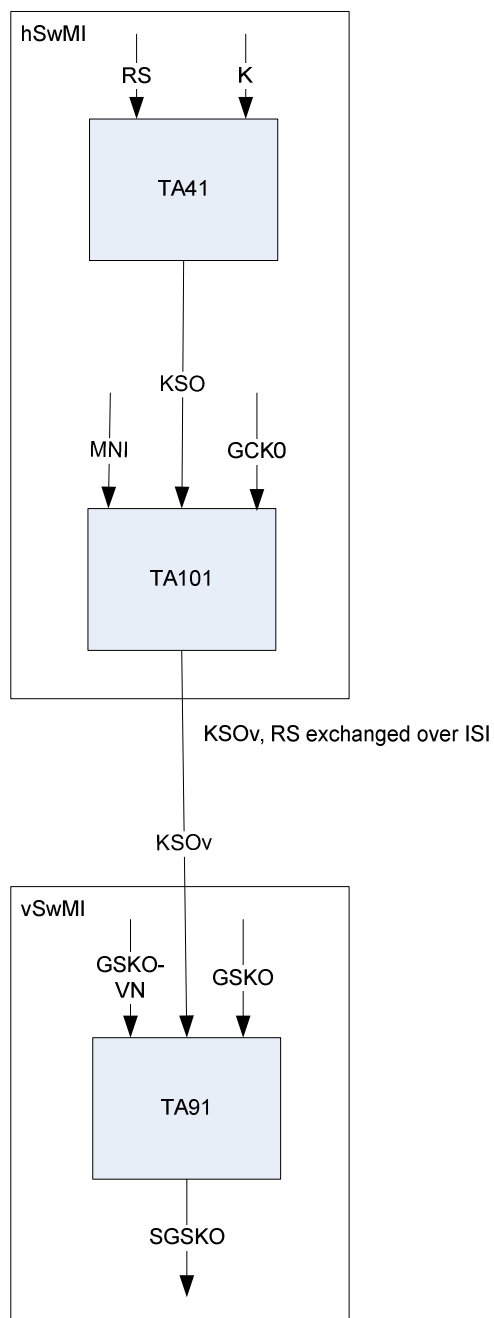 hSwMI
RS
K
TA41
KSO
MNI
GCK0
TA101
KSOv, RS exchanged over ISI
KSOv
vSwMI
GSKO-
VN
GSKO
TA91
SGSKO